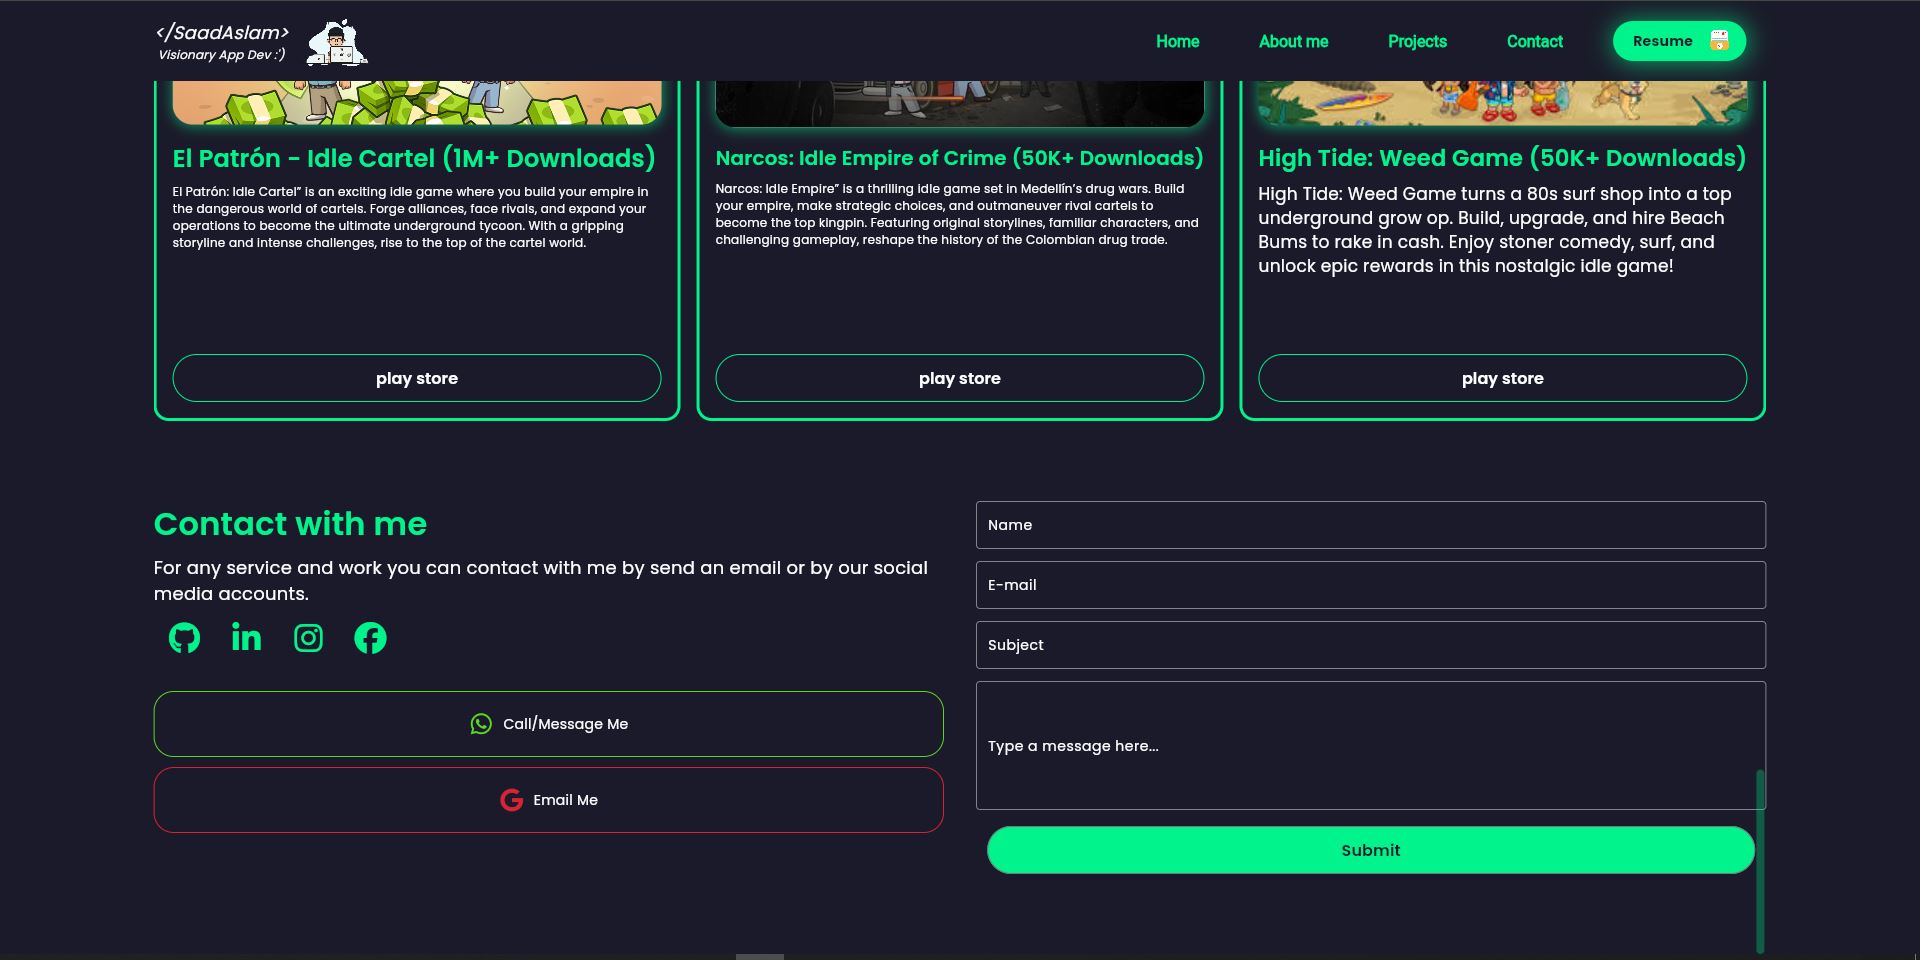 </SaadAslam>
Visionary App Dev :')
Home
About me
Projects
Contact
Resume
El Patrón - Idle Cartel (1M+ Downloads)
El Patrón: Idle Cartel” is an exciting idle game where you build your empire in
the dangerous world of cartels. Forge alliances, face rivals, and expand your
operations to become the ultimate underground tycoon. With a gripping
storyline and intense challenges, rise to the top of the cartel world.
play store
Narcos: Idle Empire of Crime (50K+ Downloads)
Narcos: Idle Empire” is a thrilling idle game set in Medellín’s drug wars. Build
your empire, make strategic choices, and outmaneuver rival cartels to
become the top kingpin. Featuring original storylines, familiar characters, and
challenging gameplay, reshape the history of the Colombian drug trade.
play store
High Tide: Weed Game (50K+ Downloads)
High Tide: Weed Game turns a 80s surf shop into a top
underground grow op. Build, upgrade, and hire Beach
Bums to rake in cash. Enjoy stoner comedy, surf, and
unlock epic rewards in this nostalgic idle game!
play store
Contact with me
For any service and work you can contact with me by send an email or by our social
media accounts.
Call/Message Me
Email Me
Name
E-mail
Subject
Type a message here...
Submit